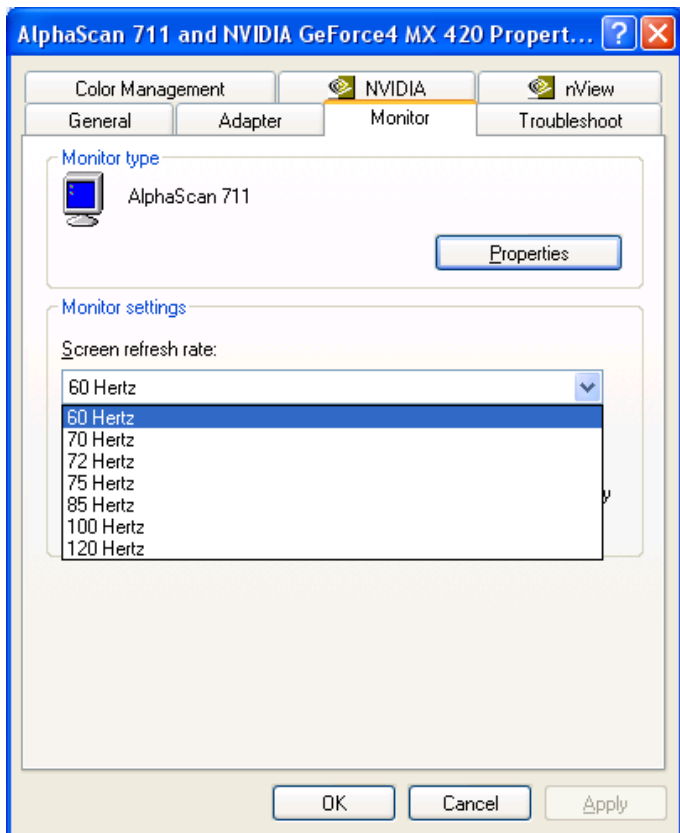 AlphaScan 711 and NVIDIA GeForce4 MX 420 Propert... ?
Color Management NVIDIA nView
General Adapter Monitor Troubleshoot
Monitor type
AlphaScan 711
Properties
Monitor settings
Screen refresh rate:
60 Hertz
60 Hertz
70 Hertz
72 Hertz
75 Hertz
85 Hertz
100 Hertz
120 Hertz
OK Cancel Apply